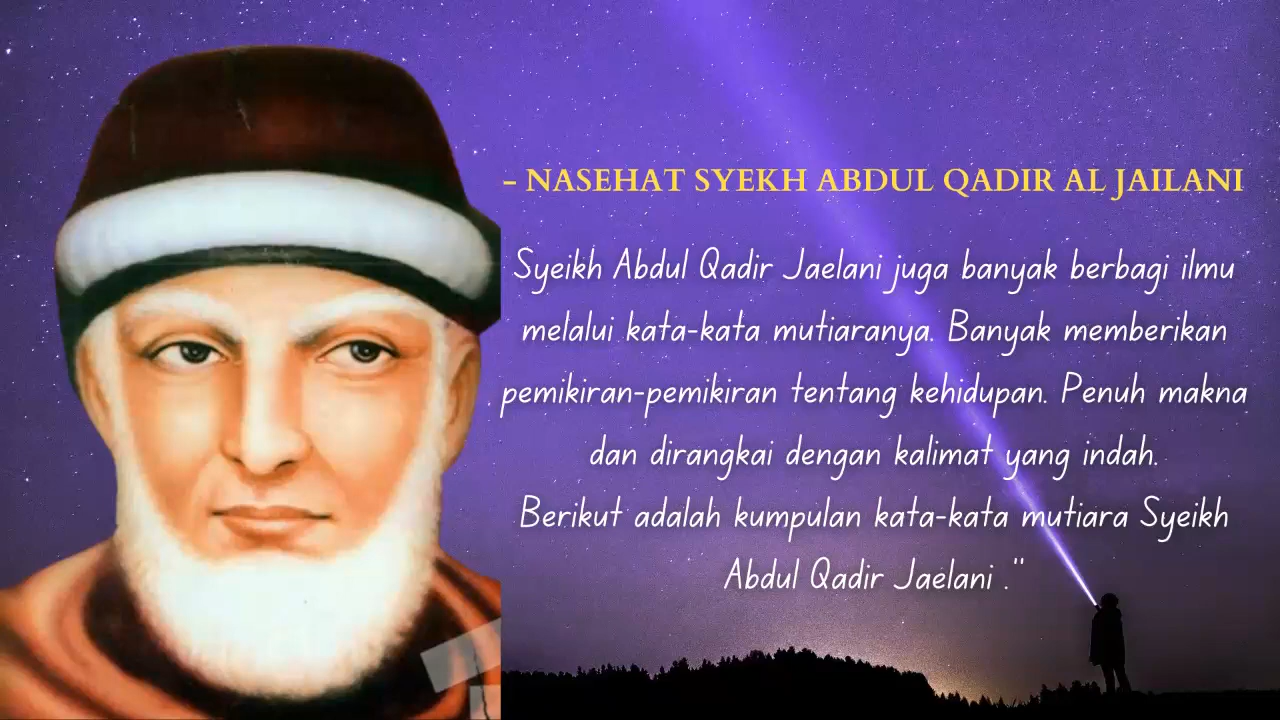 - NASEHAT SYEKH ABDUL QADIR AL JAILANI
Syeikh Abdul Qadir Jaelani juga banyak berbagi ilmu
melalui kata-kata mutiaranya. Banyak memberikan
pemikiran-pemikiran tentang kehidupan. Penuh makna
dan dirangkai dengan kalimat yang indah.
Berikut adalah kumpulan kata-kata mutiara Syeikh
Abdul Qadir Jaelani ."